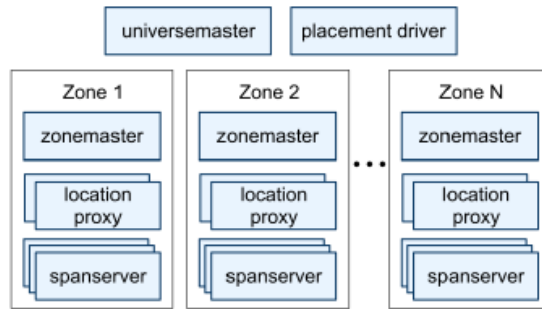 universemaster placement driver
Zone 1 Zone 2 Zone N
zonemaster zonemaster zonemaster
...
location location location
proxy proxy proxy
spanserver spanserver spanserver